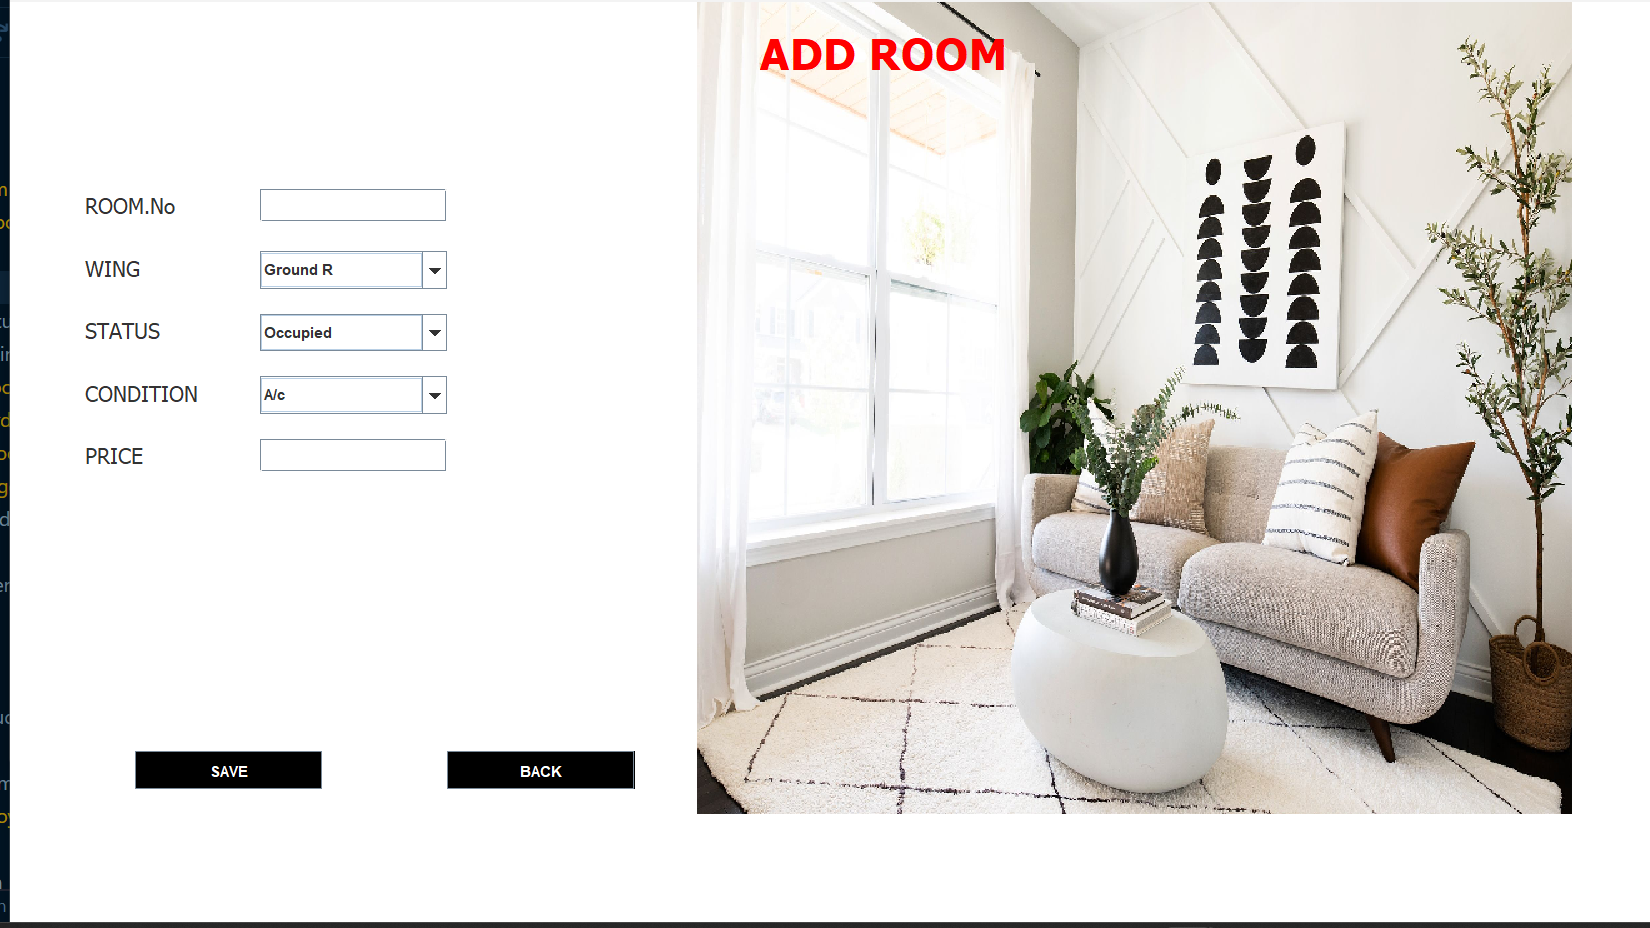 ADD ROOM
ROOM.No
WING Ground R
STATUS Occupied
CONDITION A/c
PRICE
SAVE BACK